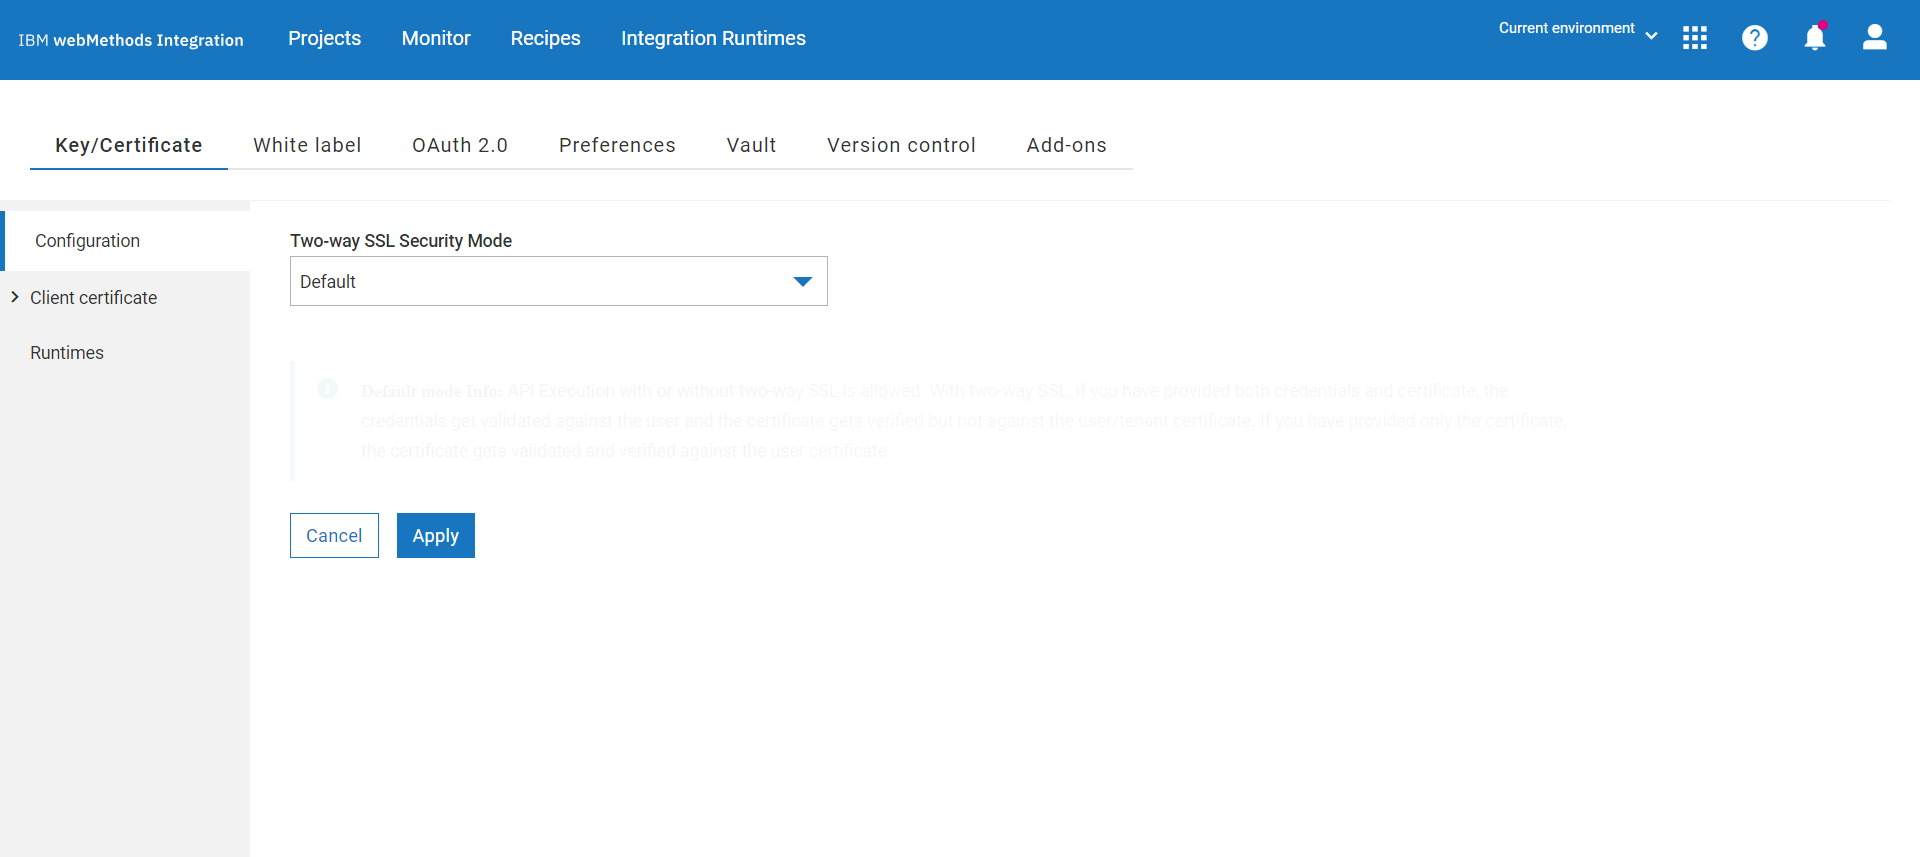 IBM webMethods Integration
Projects
Monitor
Recipes
Integration Runtimes
Current environment
Key/Certificate
White label
OAuth 2.0
Preferences
Vault
Version control
Add-ons
Configuration
Client certificate
Runtimes
Two-way SSL Security Mode
Default
Default mode Info: API Execution with or without two-way SSL is allowed. With two-way SSL, if you have provided both credentials and certificate, the
credentials get validated against the user and the certificate gets verified but not against the user/tenant certificate. If you have provided only the certificate,
the certificate gets validated and verified against the user certificate.
Cancel
Apply